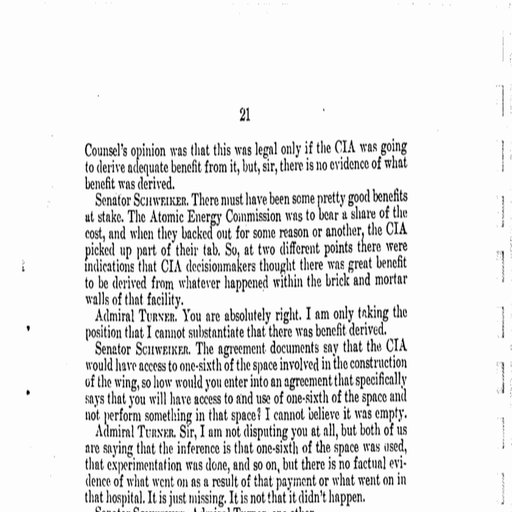 21
Counsel's opinion was that this was legal only if the CIA was going
to derive adequate benefit from it, but, sir, there is no evidence of what
benefit was derived.
Senator SCHWEIKER. There must have been some pretty good benefits
at stake. The Atomic Energy Commission was to bear a share of the
cost, and when they backed out for some reason or another, the CIA
picked up part of their tab. So, at two different points there were
indications that CIA decisionmakers thought there was great benefit
to be derived from whatever happened within the brick and mortar
walls of that facility.
Admiral TURNER. You are absolutely right. I am only taking the
position that I cannot substantiate that there was benefit derived.
Senator SCHWEIKER. The agreement documents say that the CIA
would have access to one-sixth of the space involved in the construction
of the wing, so how would you enter into an agreement that specifically
says that you will have access to and use of one-sixth of the space and
not perform something in that space? I cannot believe it was empty.
Admiral TURNER. Sir, I am not disputing you at all, but both of us
are saying that the inference is that one-sixth of the space was used,
that experimentation was done, and so on, but there is no factual evi-
dence of what went on as a result of that payment or what went on in
that hospital. It is just missing. It is not that it didn't happen.